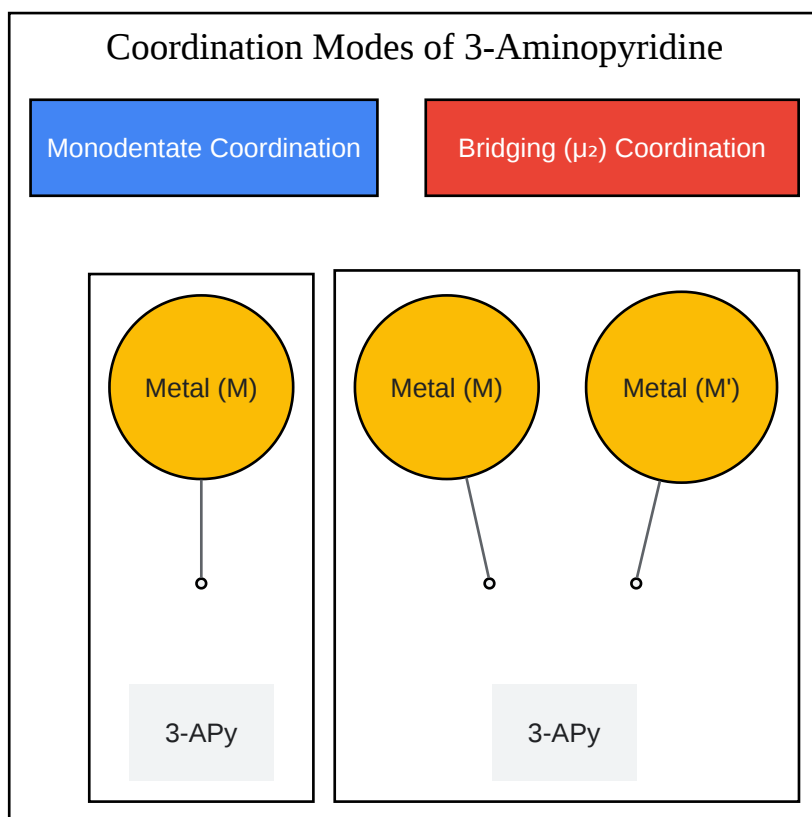 Coordination Modes of 3-Aminopyridine
Monodentate Coordination
Bridging (μ₂) Coordination
Metal (M)
Metal (M)
Metal (M')
3-APy
3-APy